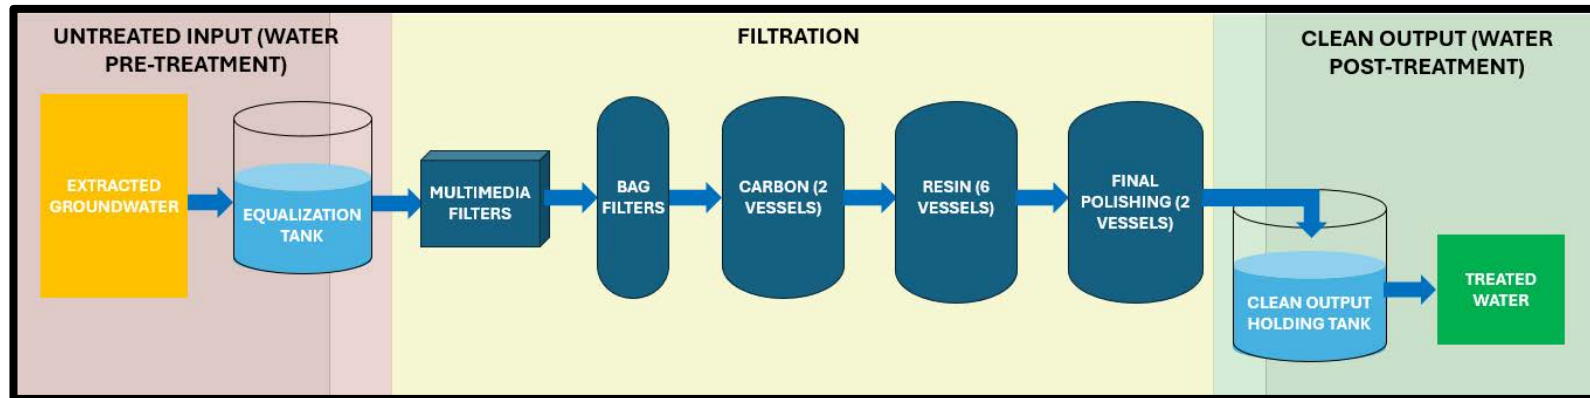 UNTREATED INPUT (WATER
PRE-TREATMENT)
FILTRATION
CLEAN OUTPUT (WATER
POST-TREATMENT)
EXTRACTED
GROUNDWATER
EQUALIZATION
TANK
MULTIMEDIA
FILTERS
BAG
FILTERS
CARBON (2
VESSELS)
RESIN (6
VESSELS)
FINAL
POLISHING (2
VESSELS)
CLEAN OUTPUT
HOLDING TANK
TREATED
WATER